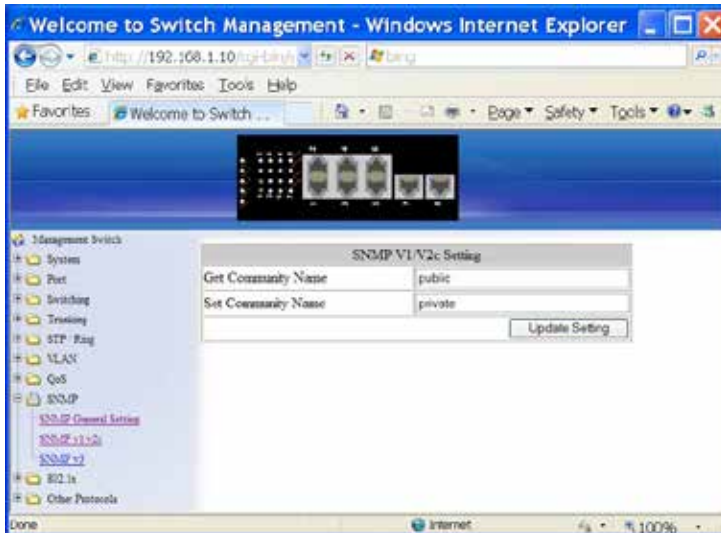 Welcome to Switch Management - Windows Internet Explorer
http://192.168.1.10/cgi-bin/
bing
File Edit View Favorites Tools Help
Favorites Welcome to Switch ... Page Safety Tools
Management Switch
System
Port
Switching
Trunking
STP Ring
VLAN
QoS
SNMP
SNMP General Setting
SNMP v1/v2c
SNMP v3
802.1x
Other Protocols
SNMP V1/V2c Setting
Get Community Name public
Set Community Name private
Update Setting
Done Internet 100%